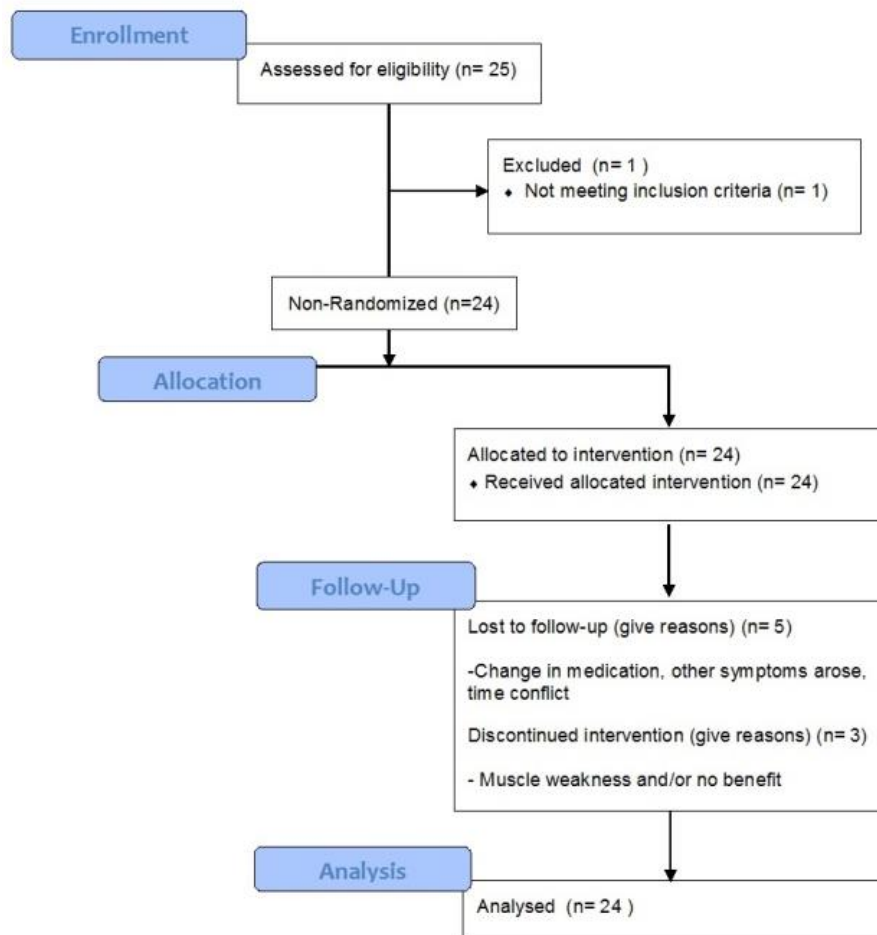 Enrollment
Assessed for eligibility (n= 25)
Excluded (n= 1 )
♦ Not meeting inclusion criteria (n= 1)
Non-Randomized (n=24)
Allocation
Allocated to intervention (n= 24)
♦ Received allocated intervention (n= 24)
Follow-Up
Lost to follow-up (give reasons) (n= 5)
-Change in medication, other symptoms arose,
time conflict
Discontinued intervention (give reasons) (n= 3)
- Muscle weakness and/or no benefit
Analysis
Analysed (n= 24 )